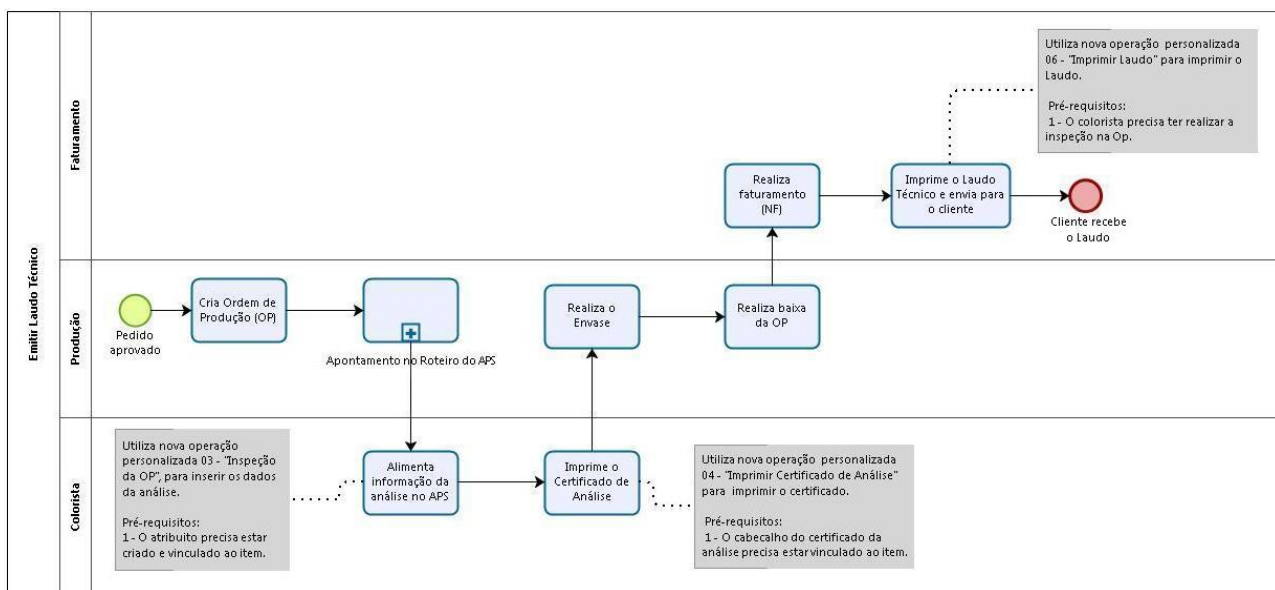 Emitir Laudo Técnico
Faturamento
Utiliza nova operação personalizada
06 - "Imprimir Laudo" para imprimir o
Laudo.
Pré-requisitos:
1 - O colorista precisa ter realizar a
inspeção na Op.
Realiza
faturamento
(NF)
Imprime o Laudo
Técnico e envia para
o cliente
Cliente recebe
o Laudo
Produção
Pedido
aprovado
Cria Ordem de
Produção (OP)
Apontamento no Roteiro do APS
Realiza o
Envase
Realiza baixa
da OP
Colorista
Utiliza nova operação
personalizada 03 - "Inspeção
da OP", para inserir os dados
da análise.
Pré-requisitos:
1 - O atributo precisa estar
criado e vinculado ao item.
Alimenta
informação da
análise no APS
Imprime o
Certificado de
Análise
Utiliza nova operação personalizada
04 - "Imprimir Certificado de Análise"
para imprimir o certificado.
Pré-requisitos:
1 - O cabecalho do certificado da
análise precisa estar vinculado ao item.